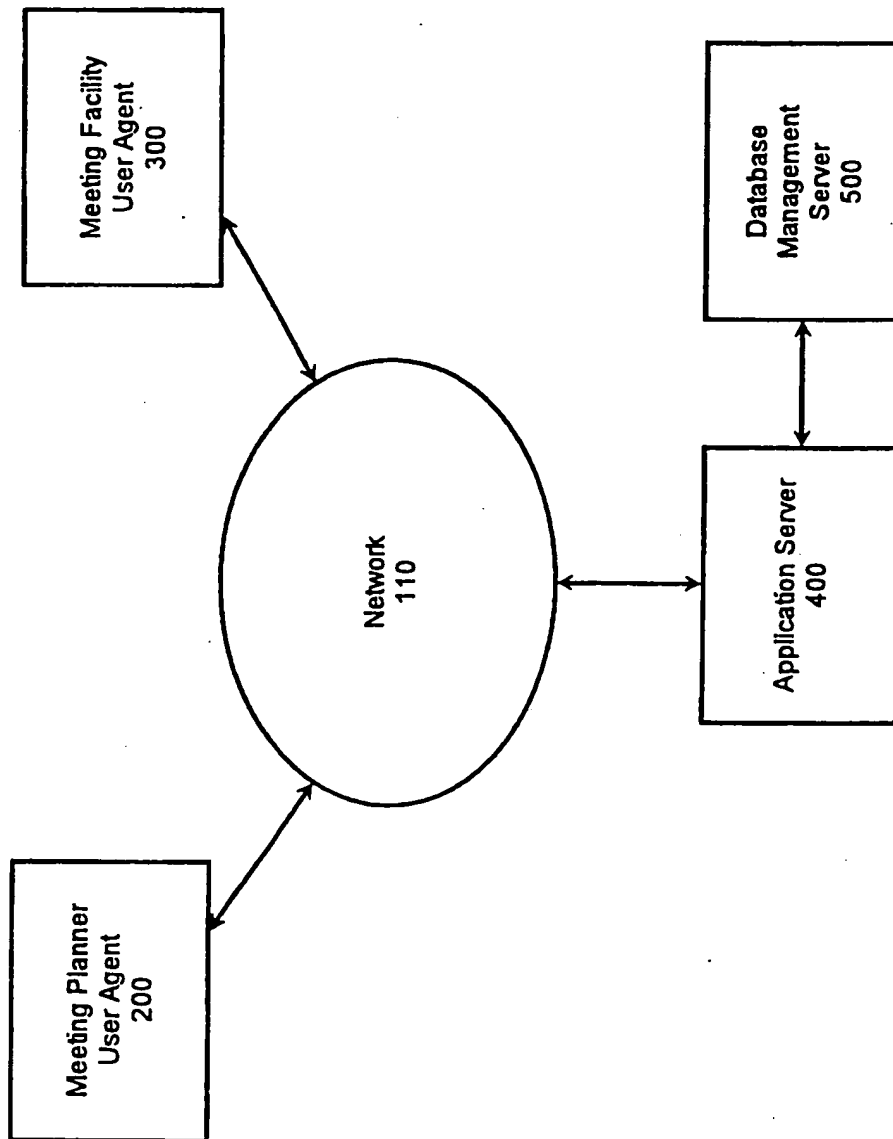 Meeting Planner
User Agent
200
Meeting Facility
User Agent
300
Network
110
Application Server
400
Database
Management
Server
500